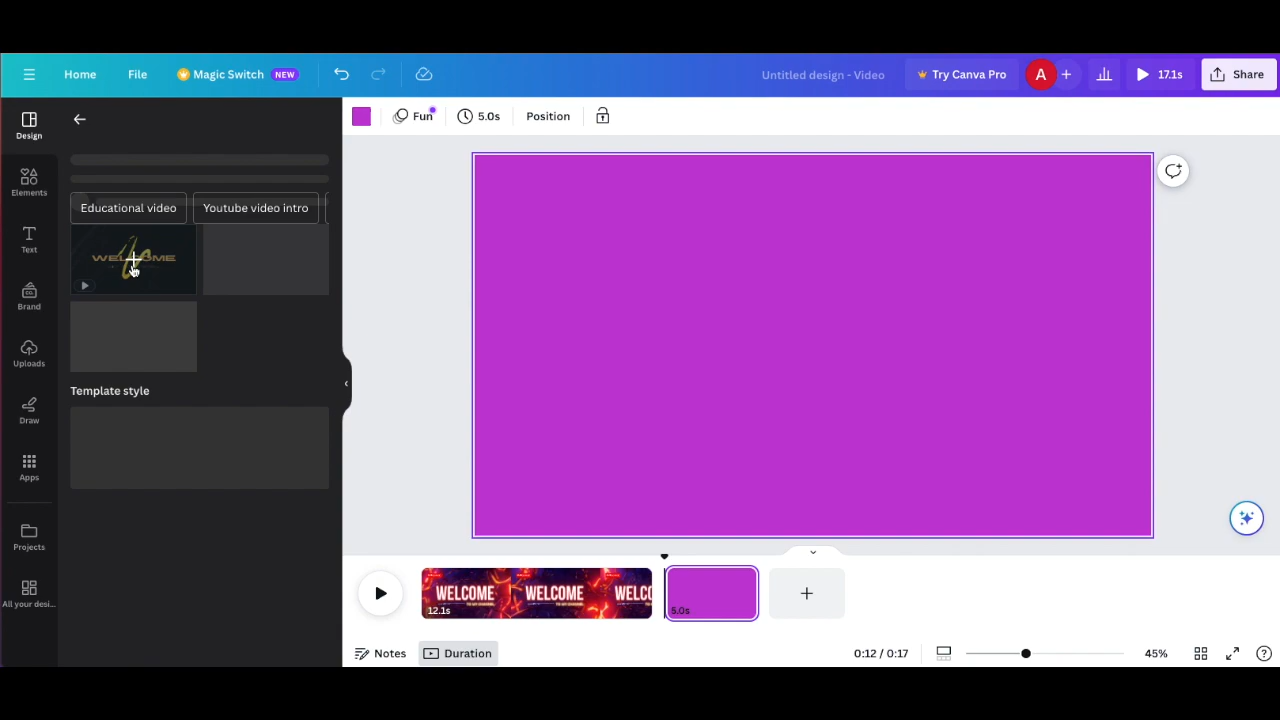 Home File Magic Switch NEW Untitled design - Video Try Canva Pro A 17.1s Share
Design
Fun 5.0s Position
Elements
Educational video Youtube video intro
Text
WELCOME
Brand
Uploads
Template style
Draw
Apps
Projects
All your desi...
WELCOME WELCOME WELCO
12.1s
5.0s
Notes Duration 0:12 / 0:17 45%